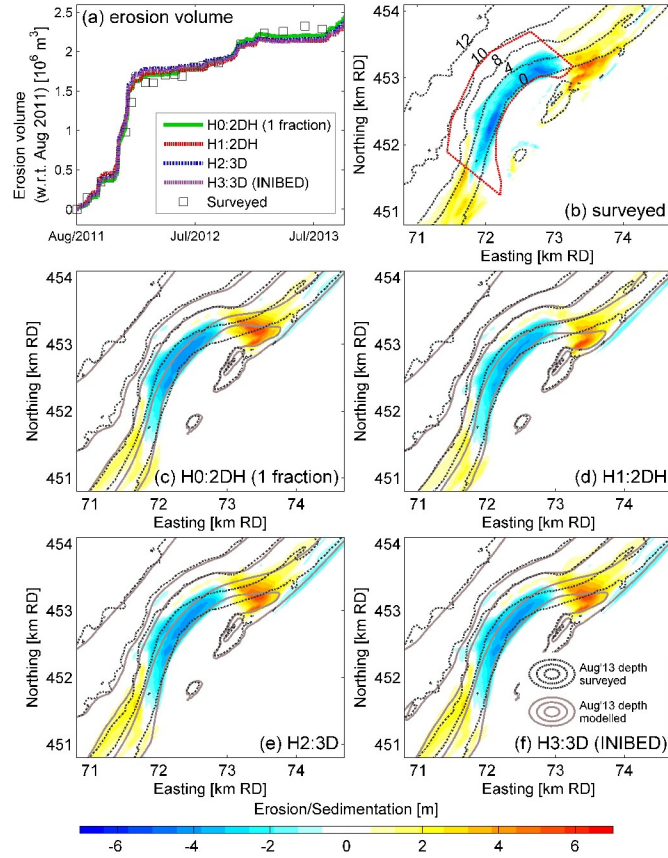 (a) erosion volume
Erosion volume
(w.r.t. Aug 2011) [10⁶ m³]
2.5
2
1.5
1
0.5
0
H0:2DH (1 fraction)
H1:2DH
H2:3D
H3:3D (INIBED)
Surveyed
Aug/2011
Jul/2012
Jul/2013
Northing [km RD]
454
453
452
451
12
10
8
4
0
(b) surveyed
71
72
73
74
Easting [km RD]
Northing [km RD]
454
453
452
451
(c) H0:2DH (1 fraction)
71
72
73
74
Easting [km RD]
Northing [km RD]
454
453
452
451
(d) H1:2DH
71
72
73
74
Easting [km RD]
Northing [km RD]
454
453
452
451
(e) H2:3D
71
72
73
74
Easting [km RD]
Northing [km RD]
454
453
452
451
Aug'13 depth
surveyed
Aug'13 depth
modelled
(f) H3:3D (INIBED)
71
72
73
74
Easting [km RD]
Erosion/Sedimentation [m]
-6
-4
-2
0
2
4
6